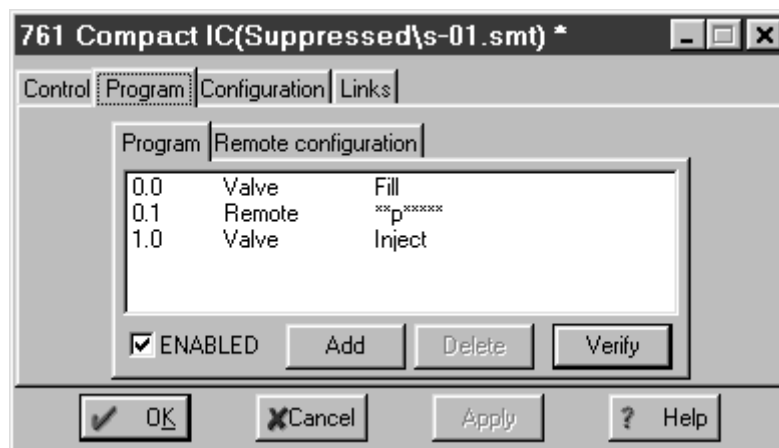 761 Compact IC(Suppressed\s-01.smt) *
Control Program Configuration Links
Program Remote configuration
0.0 Valve Fill
0.1 Remote **p*****
1.0 Valve Inject
ENABLED Add Delete Verify
OK Cancel Apply ? Help